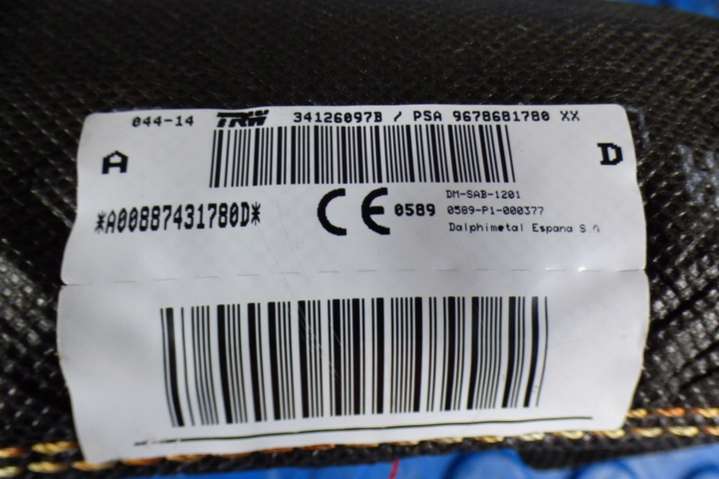 044-14 TRW 34126097B / PSA 9678681780 XX
A D
*A00887431780D*
CE 0589
DM-SAB-1201
0589-P1-000377
Dalphimetal Espana S.A